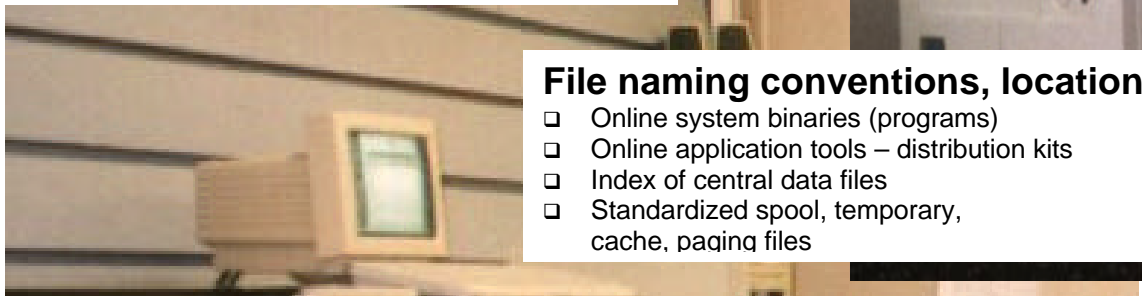 File naming conventions, location
❑ Online system binaries (programs)
❑ Online application tools – distribution kits
❑ Index of central data files
❑ Standardized spool, temporary,
cache, paging files